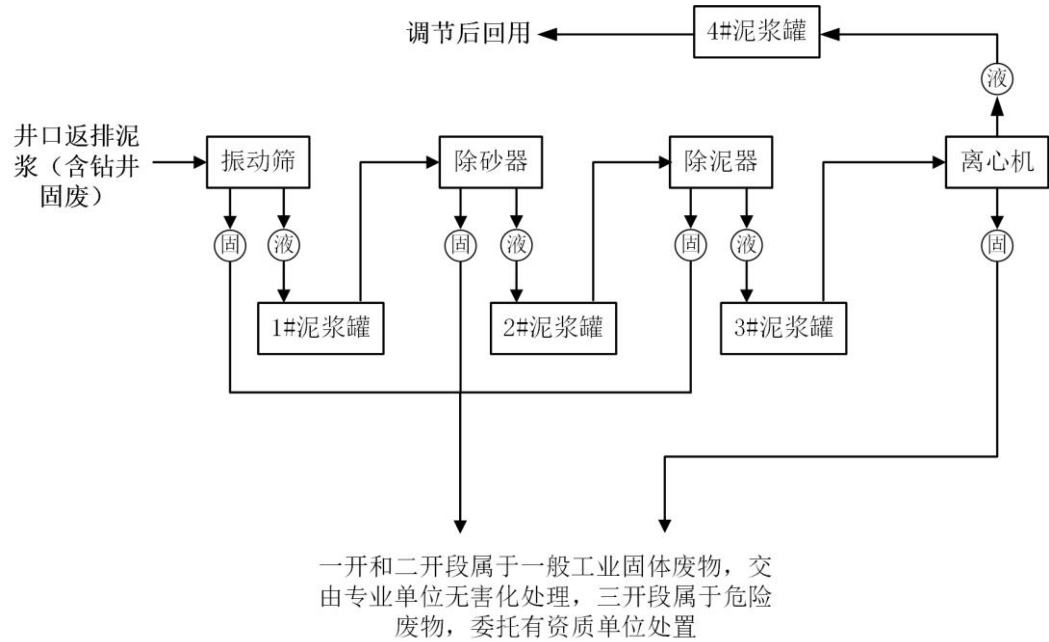 调节后回用
4#泥浆罐
液
井口返排泥
浆（含钻井
固废）
振动筛
除砂器
除泥器
离心机
固
液
固
液
固
液
固
1#泥浆罐
2#泥浆罐
3#泥浆罐
一开和二开段属于一般工业固体废物，交
由专业单位无害化处理，三开段属于危险
废物，委托有资质单位处置